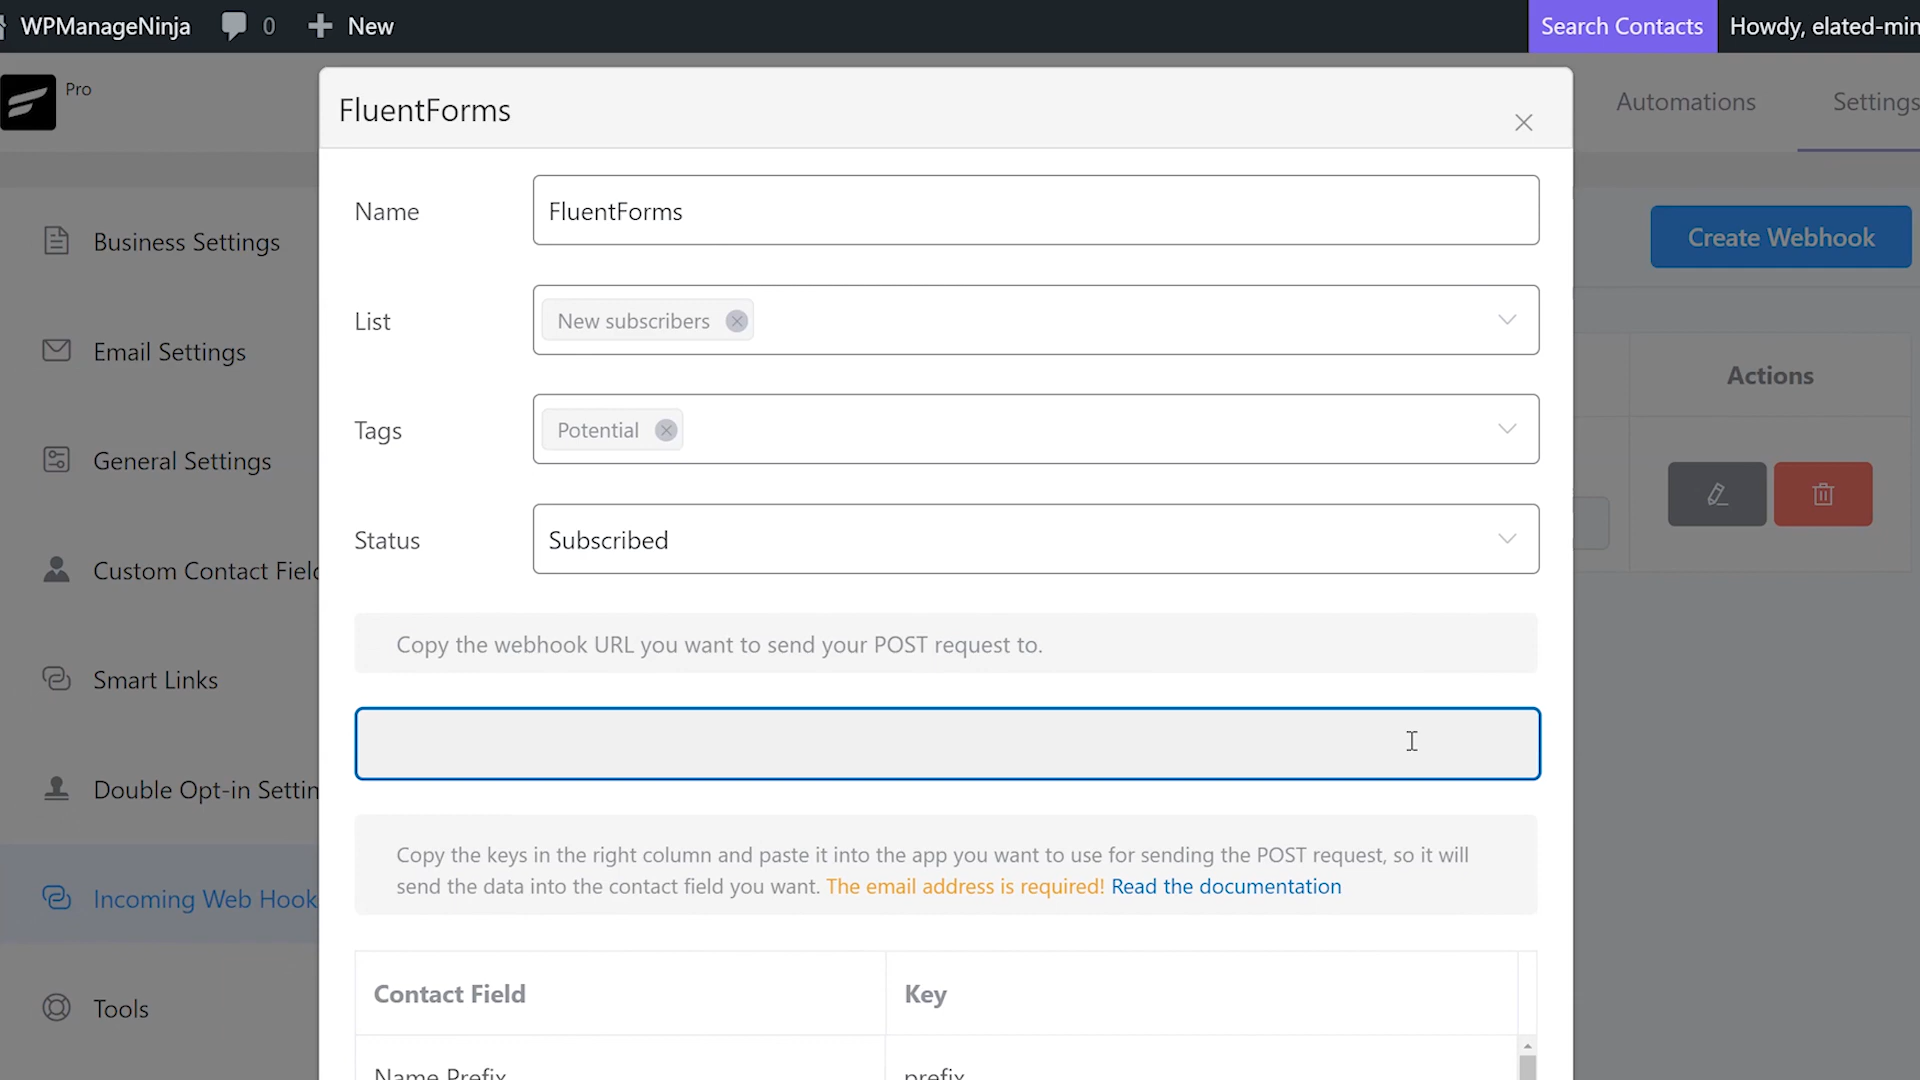 WPManageNinja 0 New Search Contacts Howdy, elated-min
Pro
Automations Settings
FluentForms
Name FluentForms
Create Webhook
List New subscribers
Tags Potential
Status Subscribed
Copy the webhook URL you want to send your POST request to.
Copy the keys in the right column and paste it into the app you want to use for sending the POST request, so it will
send the data into the contact field you want. The email address is required! Read the documentation
Contact Field Key
Name Prefix prefix
Business Settings
Email Settings
General Settings
Custom Contact Field
Smart Links
Double Opt-in Settin
Incoming Web Hook
Tools
Actions